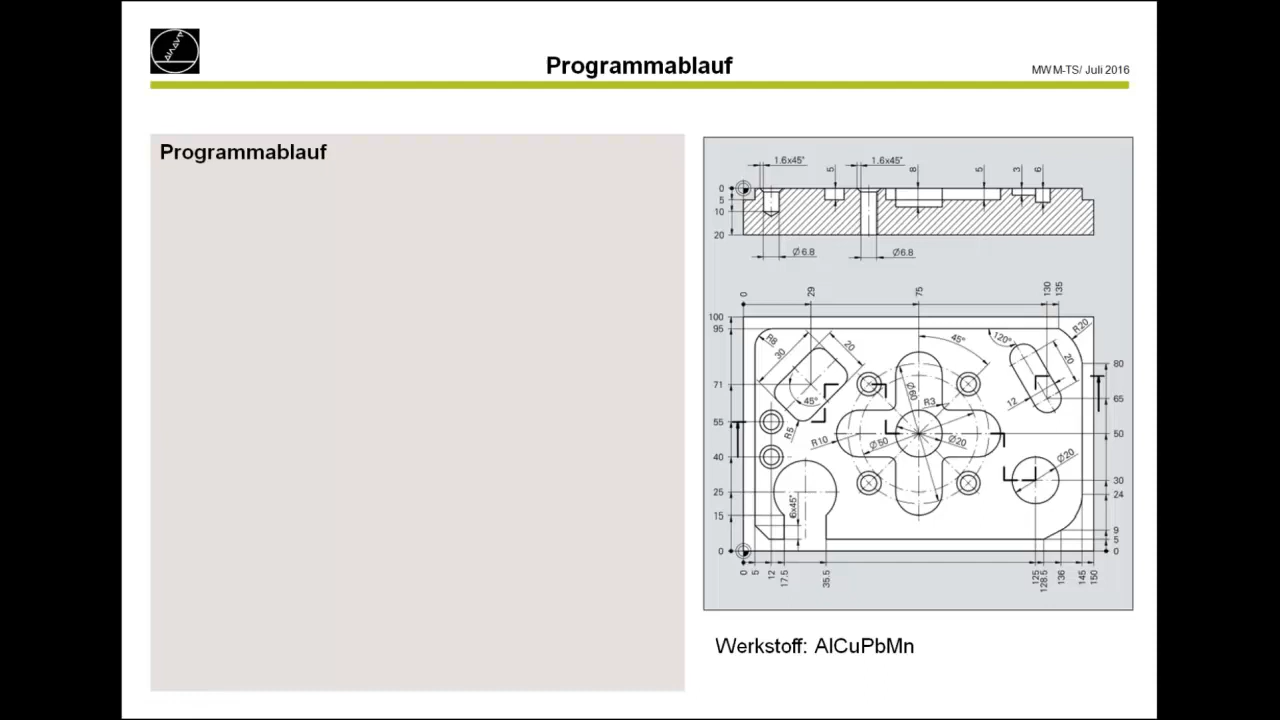 Programmablauf
MWM-TS/ Juli 2016
Programmablauf
1.6x45°
1.6x45°
5
8
5
3
6
0
5
10
20
Ø6.8
Ø6.8
0
29
75
130
135
100
95
71
55
40
25
15
0
R8
30
20
45°
R5
45°
120°
R20
20
12
Ø60
R3
R10
Ø50
Ø20
Ø20
6x45°
80
65
50
30
24
9
5
0
0
5
12
17.5
35.5
125
128.5
136
145
150
Werkstoff: AlCuPbMn